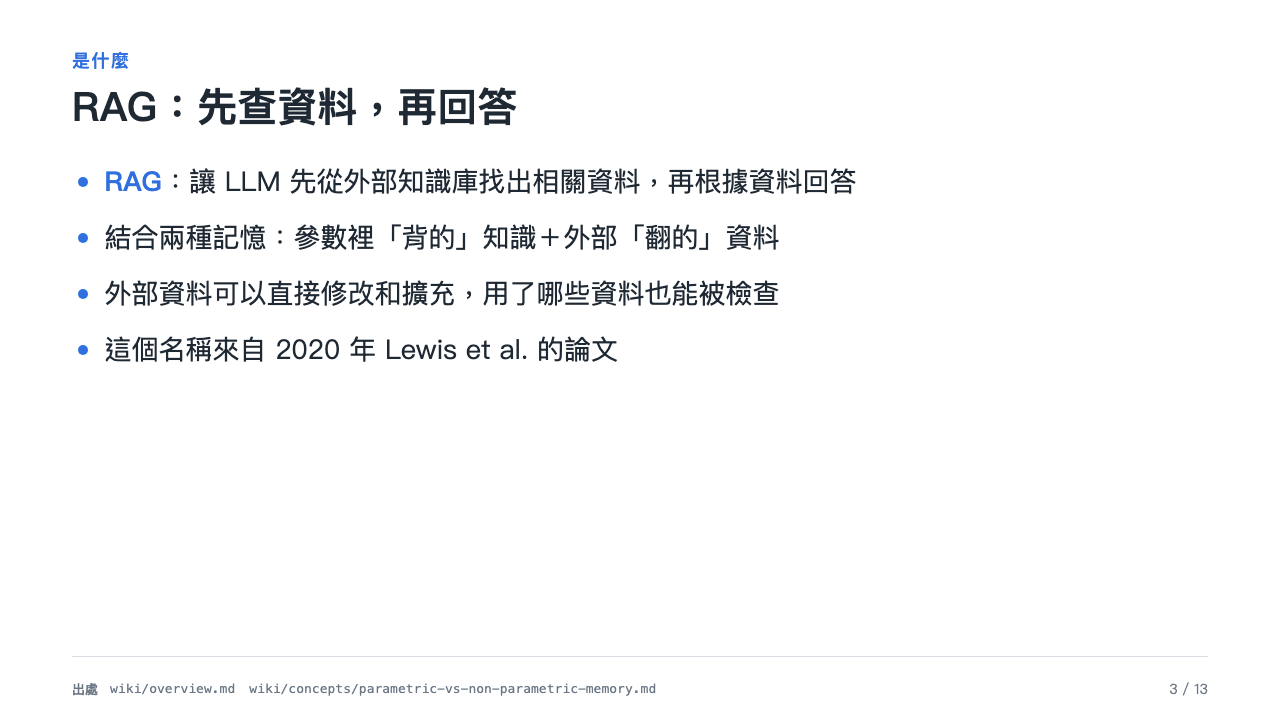 是什麼
RAG：先查資料，再回答
• RAG：讓 LLM 先從外部知識庫找出相關資料，再根據資料回答
• 結合兩種記憶：參數裡「背的」知識＋外部「翻的」資料
• 外部資料可以直接修改和擴充，用了哪些資料也能被檢查
• 這個名稱來自 2020 年 Lewis et al. 的論文
出處 wiki/overview.md wiki/concepts/parametric-vs-non-parametric-memory.md
3 / 13